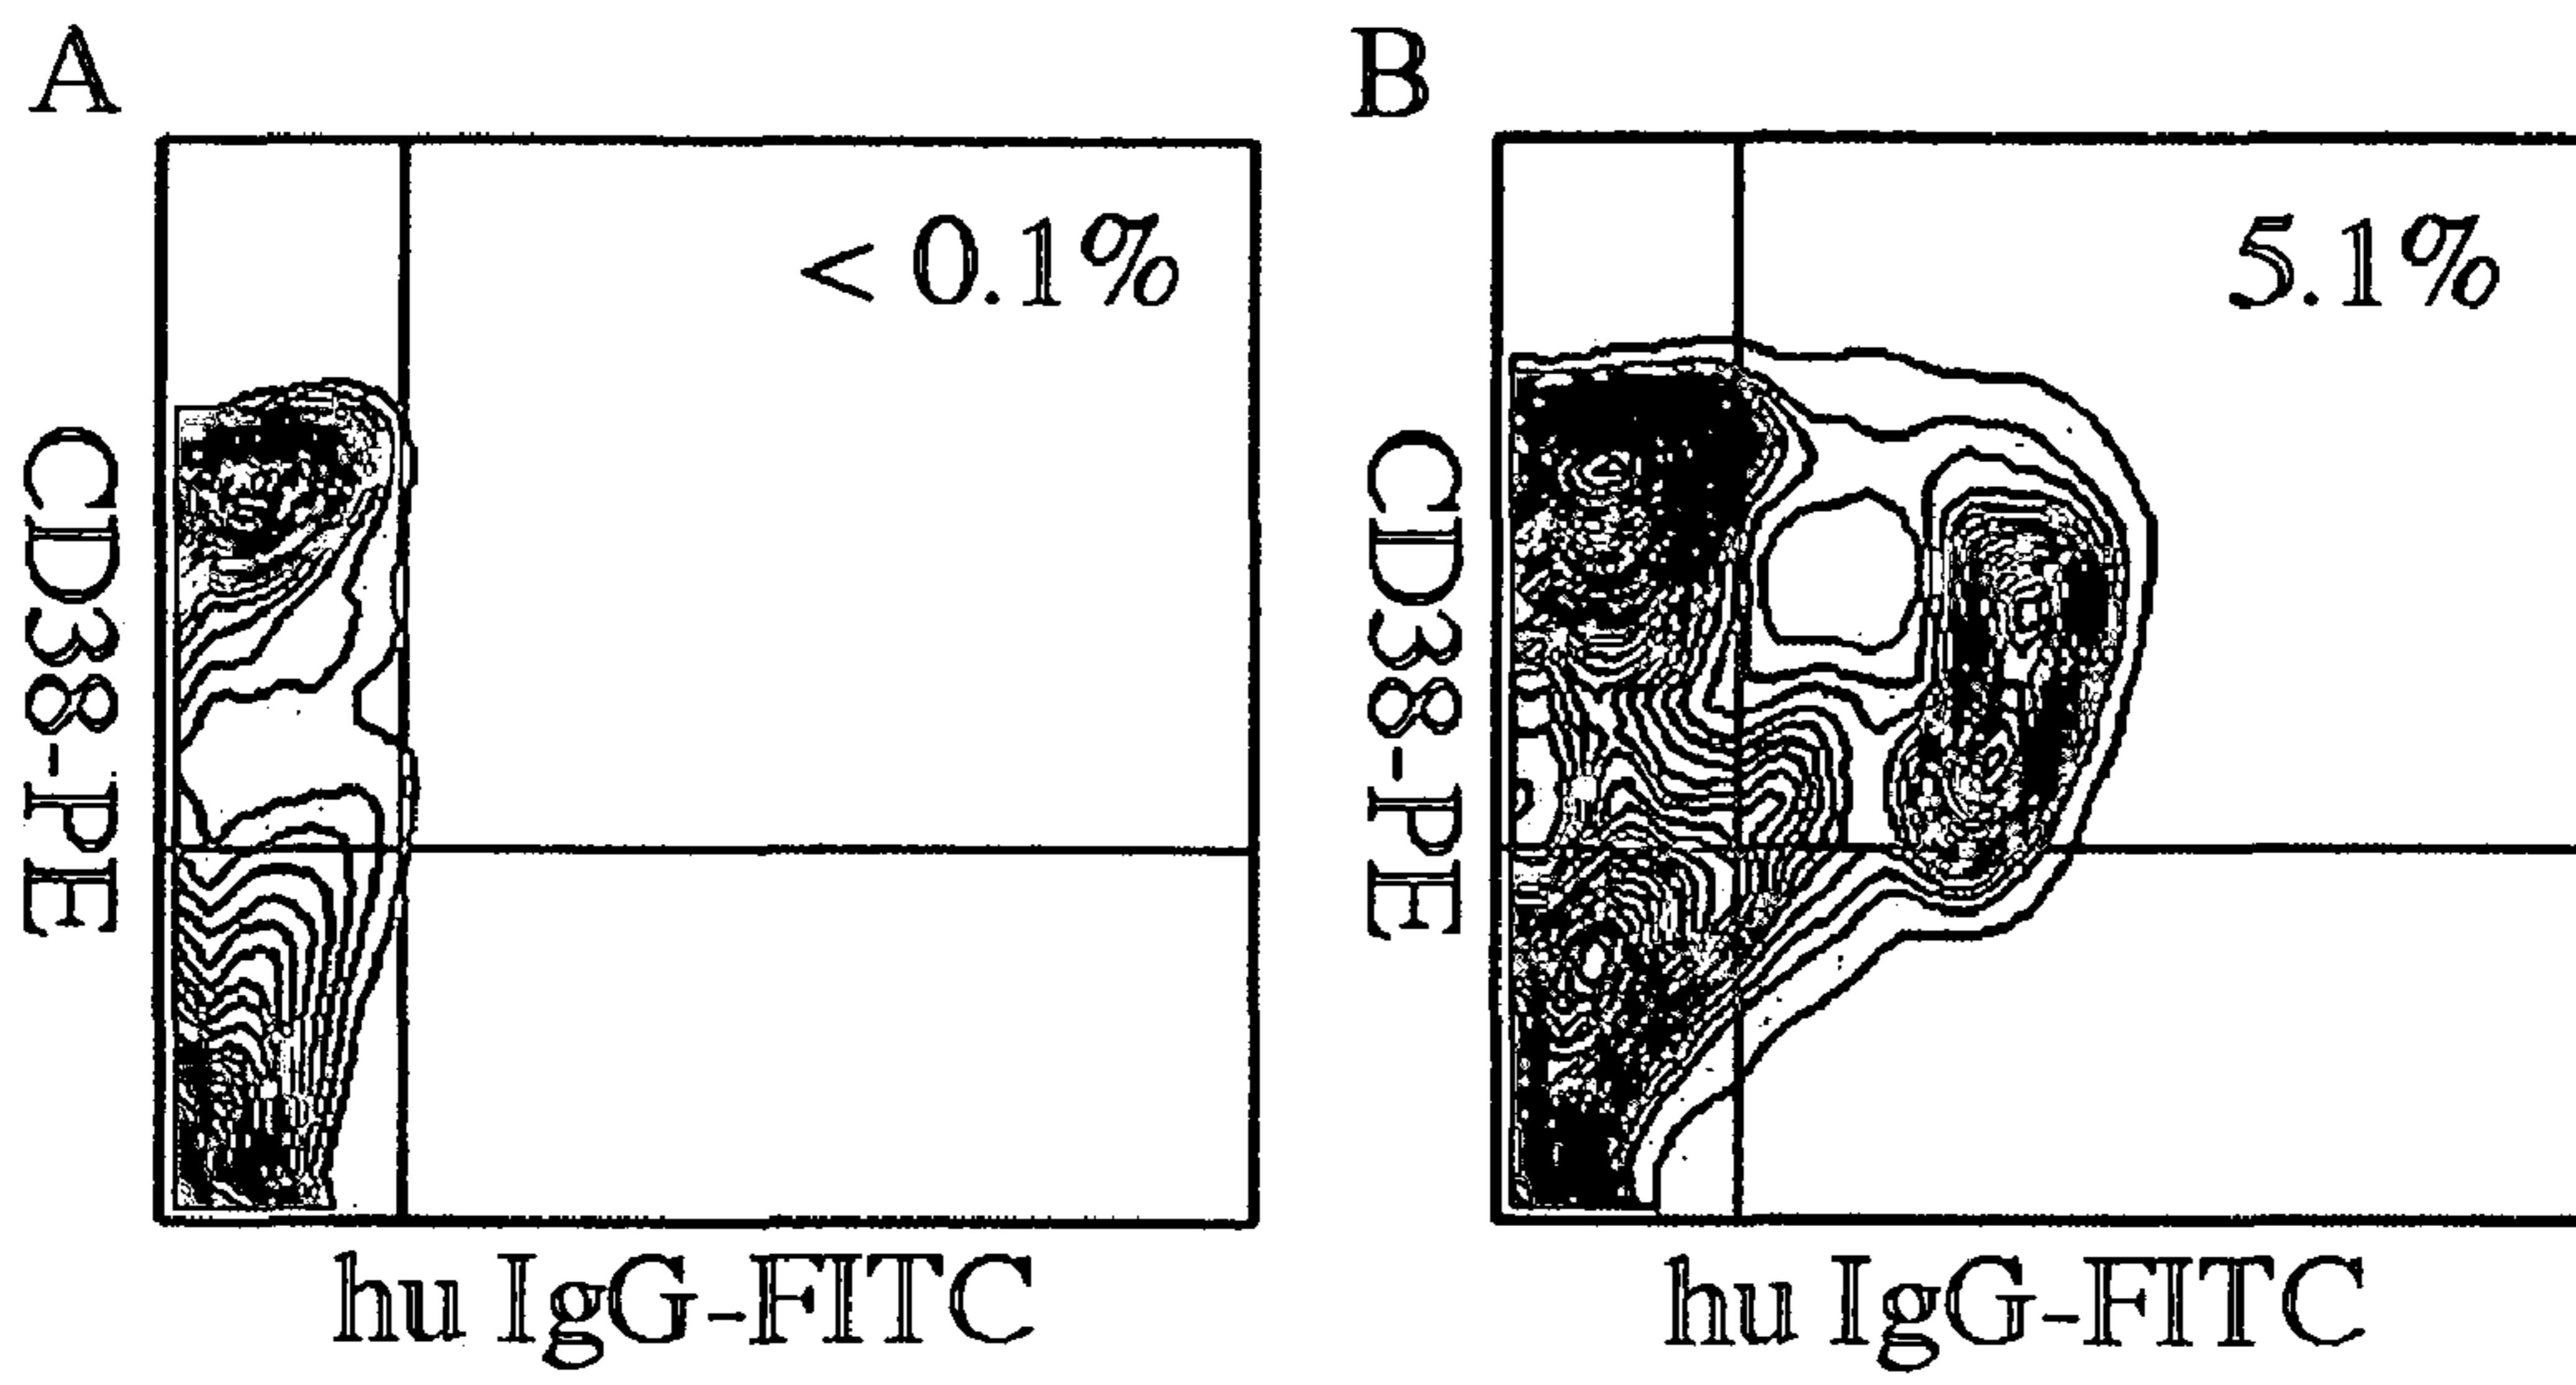 A
< 0.1%
CD38-PE
hu IgG-FITC
B
5.1%
CD38-PE
hu IgG-FITC